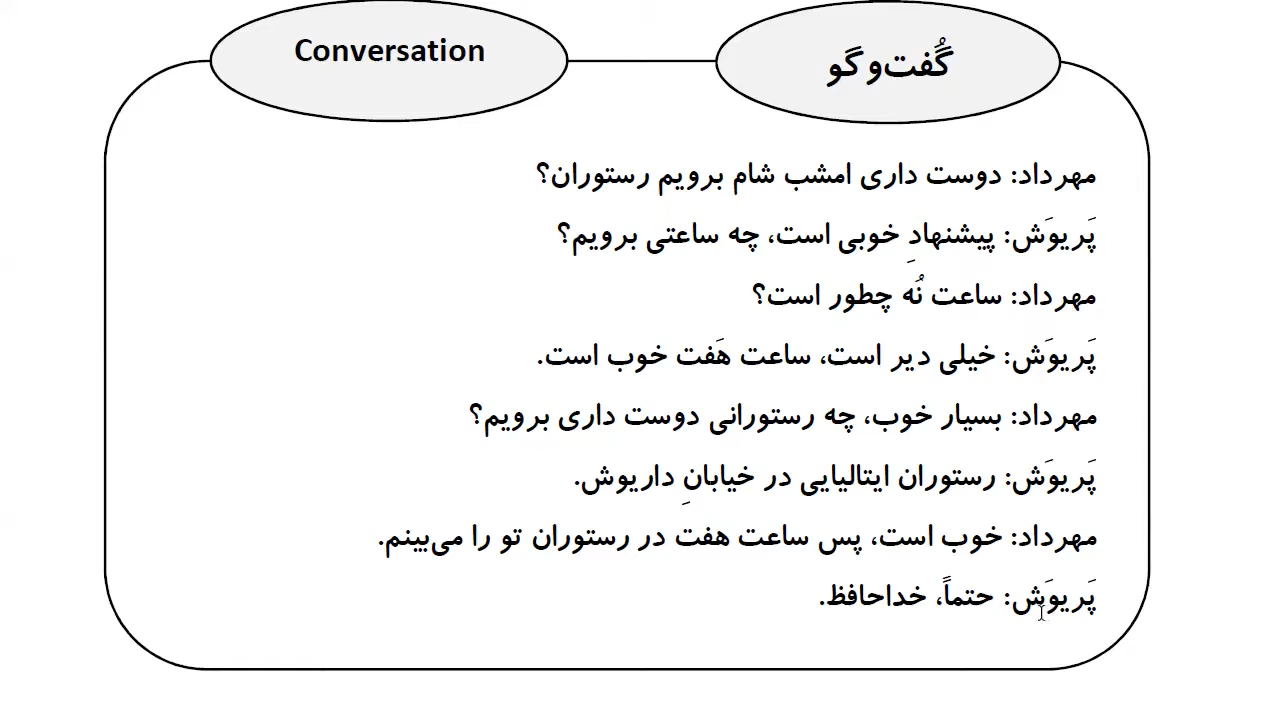 Conversation
گُفت‌وگو
مهرداد: دوست داری امشب شام برویم رستوران؟
پَریوَش: پیشنهادِ خوبی است، چه ساعتی برویم؟
مهرداد: ساعت نُه چطور است؟
پَریوَش: خیلی دیر است، ساعت هَفت خوب است.
مهرداد: بسیار خوب، چه رستورانی دوست داری برویم؟
پَریوَش: رستوران ایتالیایی در خیابانِ داریوش.
مهرداد: خوب است، پس ساعت هفت در رستوران تو را می‌بینم.
پَریوَش: حتماً، خداحافظ.